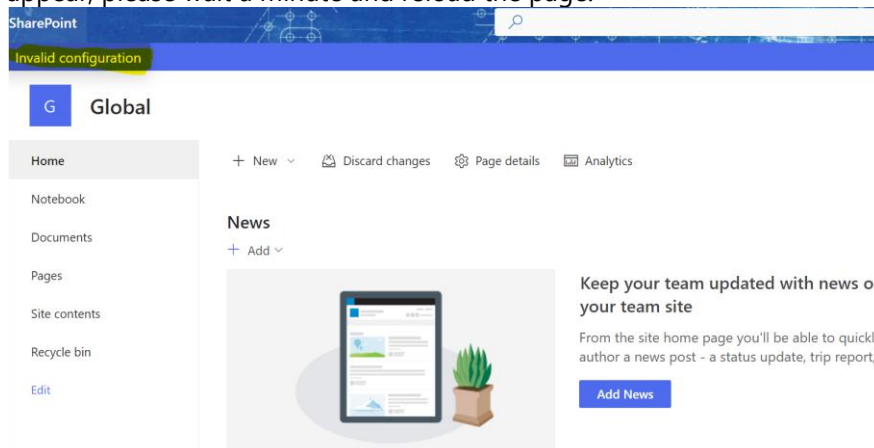 appear, please wait a minute and reload the page.
SharePoint
Invalid configuration
G Global
Home
+ New
Discard changes
Page details
Analytics
Notebook
Documents
Pages
Site contents
Recycle bin
Edit
News
+ Add
Keep your team updated with news o
your team site
From the site home page you'll be able to quickl
author a news post - a status update, trip report,
Add News